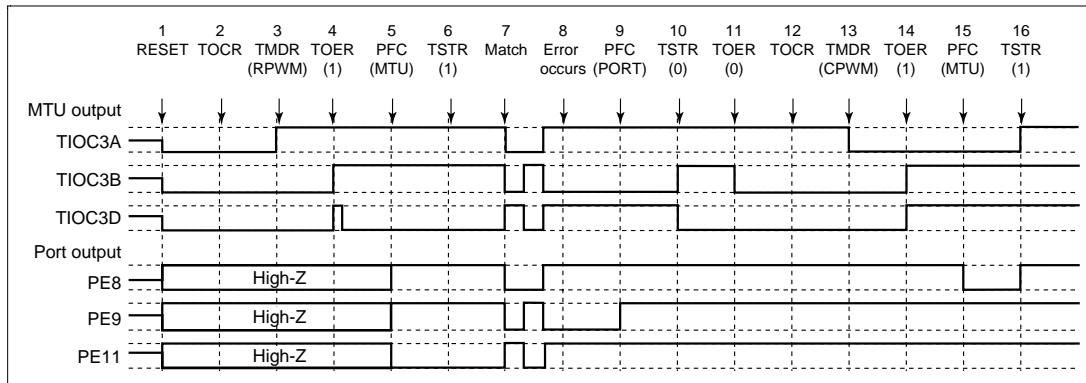 1 2 3 4 5 6 7 8 9 10 11 12 13 14 15 16
RESET TOCR TMDR TOER PFC TSTR Match Error PFC TSTR TOER TOCR TMDR TOER PFC TSTR
(RPWM) (1) (MTU) (1) occurs (PORT) (0) (0) (CPWM) (1) (MTU) (1)
MTU output
TIOC3A
TIOC3B
TIOC3D
Port output
PE8 High-Z
PE9 High-Z
PE11 High-Z